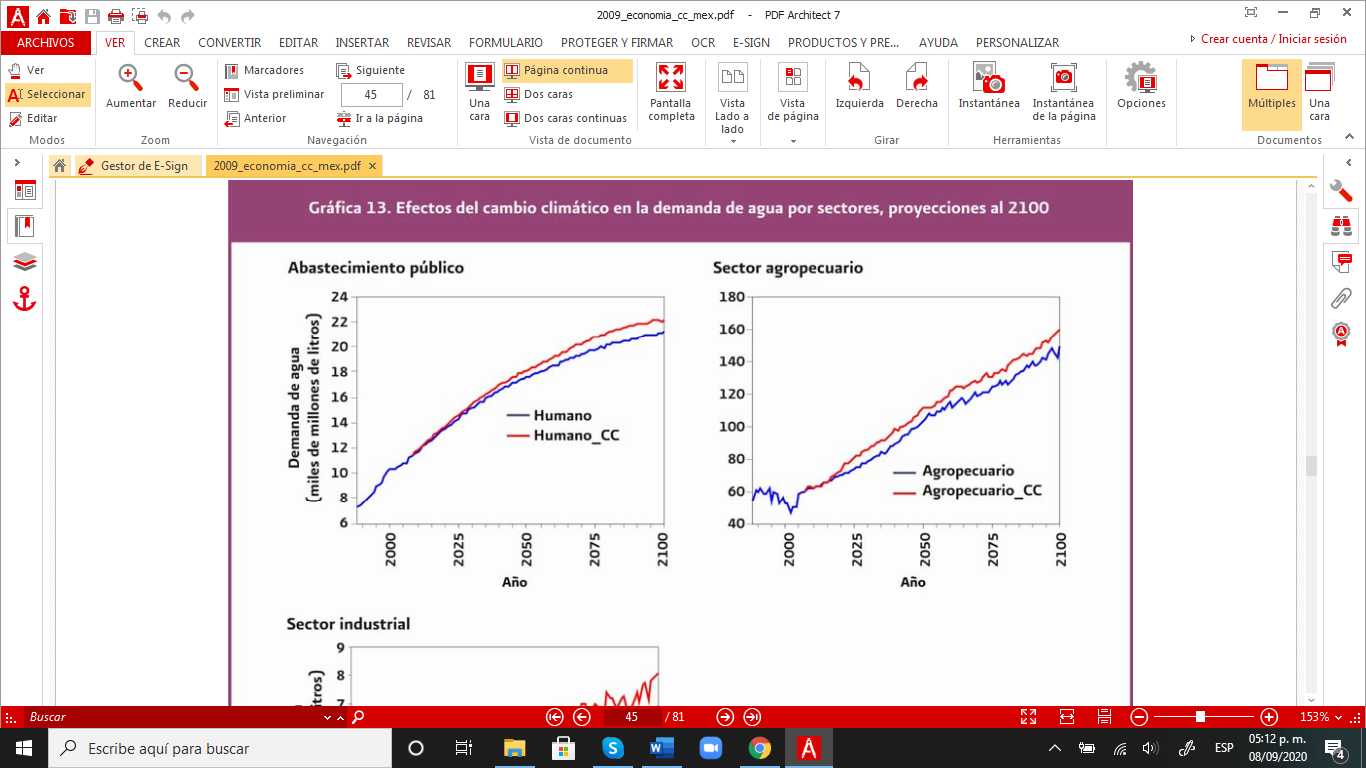 2009_economia_cc_mex.pdf - PDF Architect 7
ARCHIVOS VER CREAR CONVERTIR EDITAR INSERTAR REVISAR FORMULARIO PROTEGER Y FIRMAR OCR E-SIGN PRODUCTOS Y PRE... AYUDA PERSONALIZAR Crear cuenta / Iniciar sesión
Ver
Seleccionar
Editar
Modos
Aumentar Reducir
Zoom
Marcadores Siguiente
Vista preliminar 45 / 81
Anterior Ir a la página
Navegación
Una
cara
Página continua
Dos caras
Dos caras continuas
Vista de documento
Pantalla
completa
Vista
Lado a
lado
Vista
de página
Izquierda Derecha
Girar
Instantánea
Instantánea
de la página
Herramientas
Opciones
Múltiples
Una
cara
Documentos
Gestor de E-Sign 2009_economia_cc_mex.pdf
Gráfica 13. Efectos del cambio climático en la demanda de agua por sectores, proyecciones al 2100
Abastecimiento público
Demanda de agua
(miles de millones de litros)
24
22
20
18
16
14
12
10
8
6
Humano
Humano_CC
2000 2025 2050 2075 2100
Año
Sector agropecuario
180
160
140
120
100
80
60
40
Agropecuario
Agropecuario_CC
2000 2025 2050 2075 2100
Año
Sector industrial
9
8
7
itros)
Buscar 45 / 81 153%
Escribe aquí para buscar
ESP
05:12 p. m.
08/09/2020
4